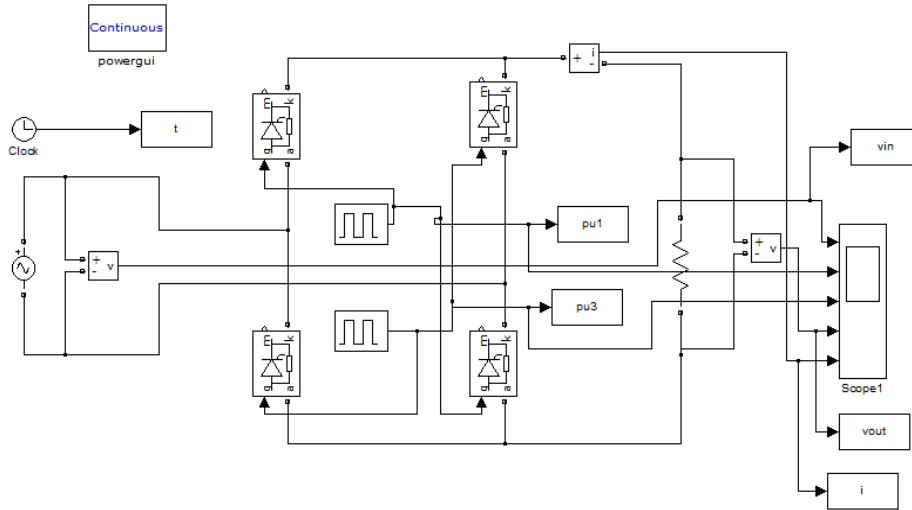 Continuous
powergui
Clock
t
m
k
g
a
m
k
g
a
i
+
-
vin
pu1
+
-
v
+
-
v
+
pu3
m
k
g
a
m
k
g
a
Scope1
vout
i